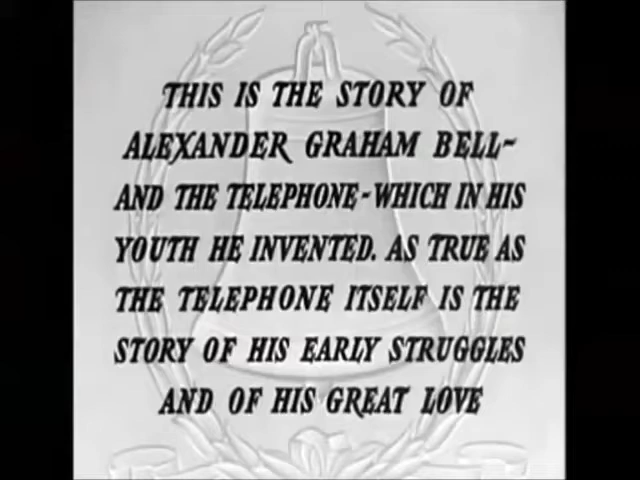 THIS IS THE STORY OF
ALEXANDER GRAHAM BELL~
AND THE TELEPHONE~WHICH IN HIS
YOUTH HE INVENTED. AS TRUE AS
THE TELEPHONE ITSELF IS THE
STORY OF HIS EARLY STRUGGLES
AND OF HIS GREAT LOVE